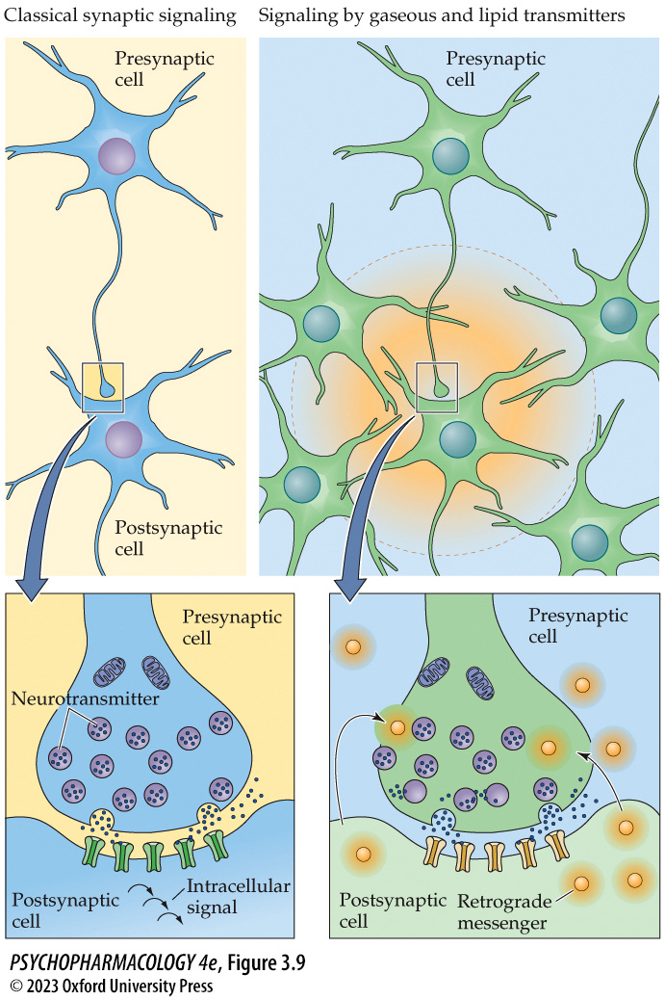 Classical synaptic signaling
Signaling by gaseous and lipid transmitters
Presynaptic
cell
Presynaptic
cell
Postsynaptic
cell
Presynaptic
cell
Neurotransmitter
Intracellular
signal
Postsynaptic
cell
Presynaptic
cell
Postsynaptic
cell
Retrograde
messenger
PSYCHOPHARMACOLOGY 4e, Figure 3.9
© 2023 Oxford University Press